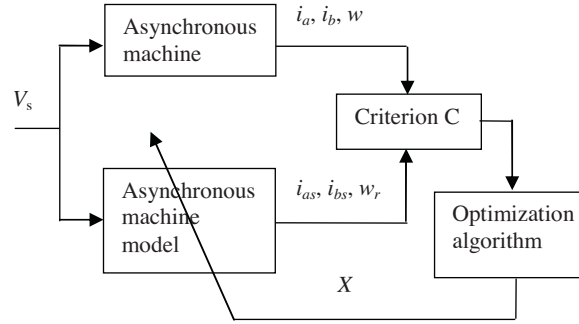 Asynchronous
machine
i_a, i_b, w
V_s
Criterion C
Asynchronous
machine
model
i_as, i_bs, w_r
Optimization
algorithm
X